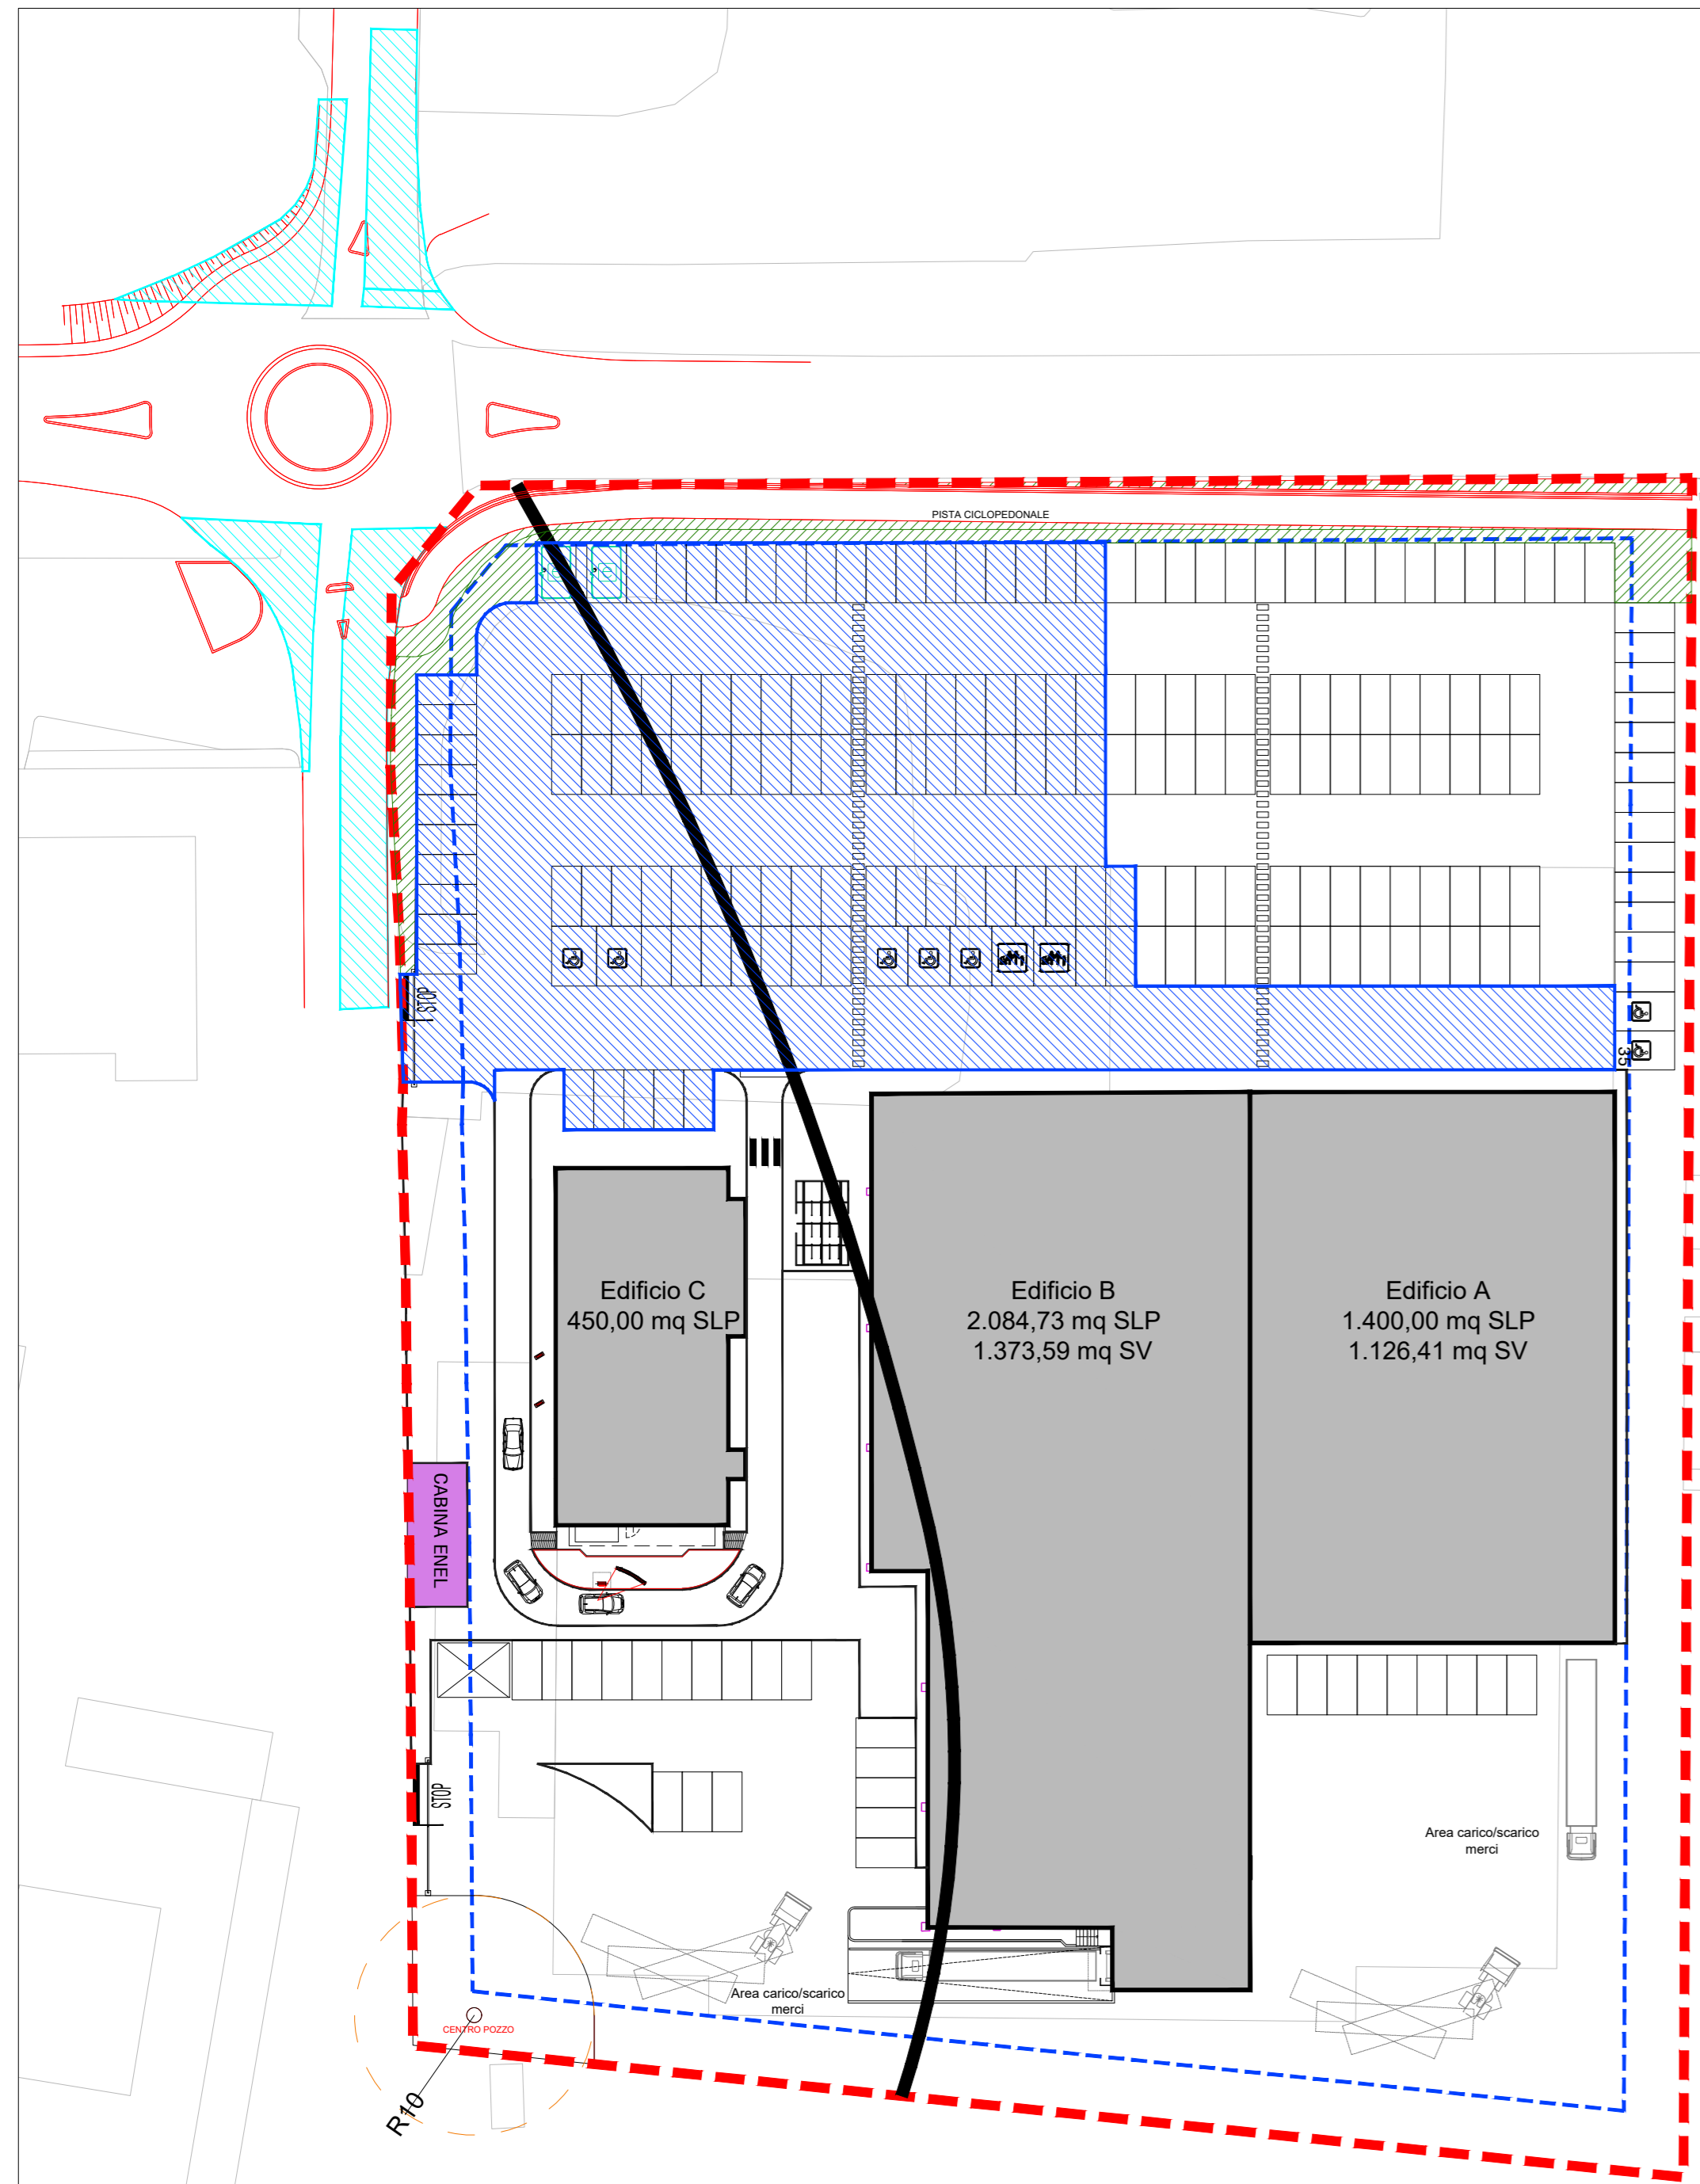 PISTA CICLOPEDONALE
STOP
35
Edificio C
450,00 mq SLP
Edificio B
2.084,73 mq SLP
1.373,59 mq SV
Edificio A
1.400,00 mq SLP
1.126,41 mq SV
CABINA ENEL
STOP
Area carico/scarico
merci
Area carico/scarico
merci
CENTRO POZZO
R10